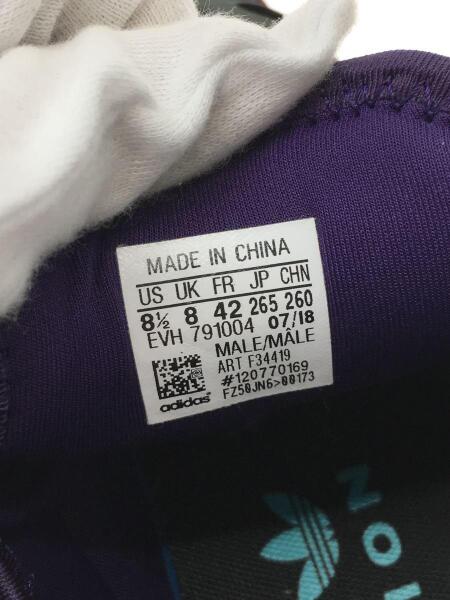 MADE IN CHINA
US UK FR JP CHN
8½ 8 42 265 260
EVH 791004 07/18
MALE/MÂLE
ART F34419
#120770169
FZ50JN6>00173
adidas